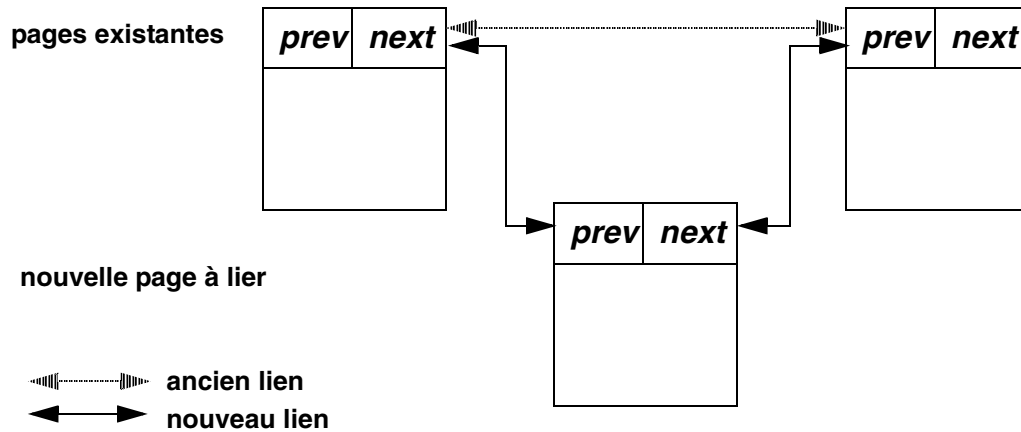 pages existantes
prev next
prev next
prev next
nouvelle page à lier
ancien lien
nouveau lien